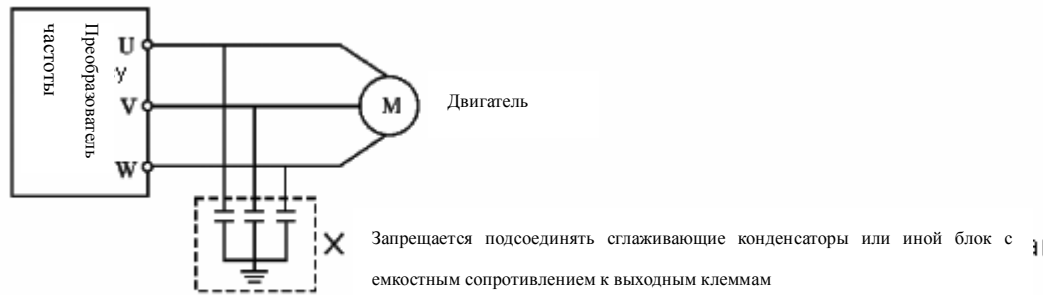 Преобразователь
частоты
U
у
V
W
M
Двигатель
Запрещается подсоединять сглаживающие конденсаторы или иной блок с
емкостным сопротивлением к выходным клеммам